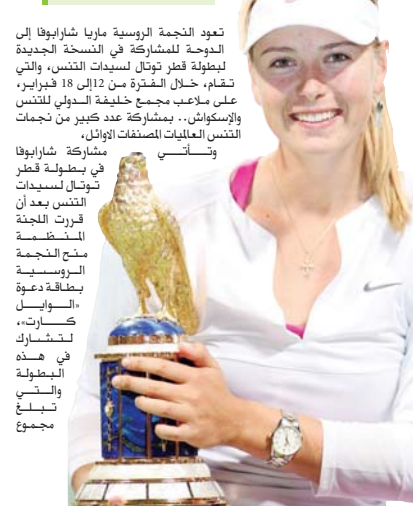 تعود النجمة الروسية ماريا شارابوفا إلى
الدوحة للمشاركة في النسخة الجديدة
لبطولة قطر توتال لسيدات التنس، والتي
تقام، خلال الفترة من 12إلى 18 فبراير،
على ملاعب مجمع خليفة الدولي للتنس
والإسكواش.. بمشاركة عدد كبير من نجمات
التنس العالميات المصنفات الاوائل،
وتأتي مشاركة شارابوفا
في بطولة قطر
توتال لسيدات
التنس بعد أن
قررت اللجنة
المنظمة
منح النجمة
الروسية
بطاقة دعوة
«الوايل
كارت»،
لتشارك
في هذه
البطولة
والتي
تبلغ
مجموع